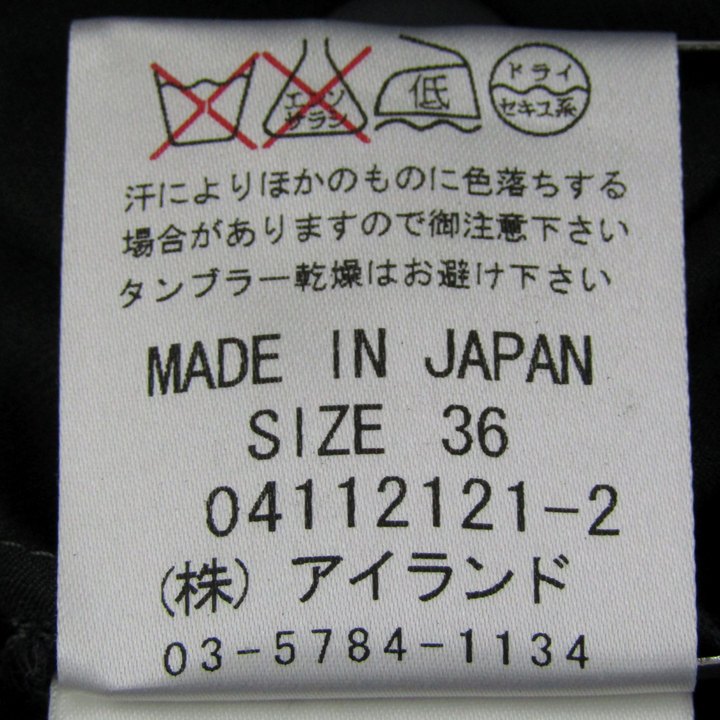 エンソ
サラシ
低
ドライ
セキユ系
汗によりほかのものに色落ちする
場合がありますので御注意下さい
タンブラー乾燥はお避け下さい
MADE IN JAPAN
SIZE 36
04112121-2
(株) アイランド
03-5784-1134